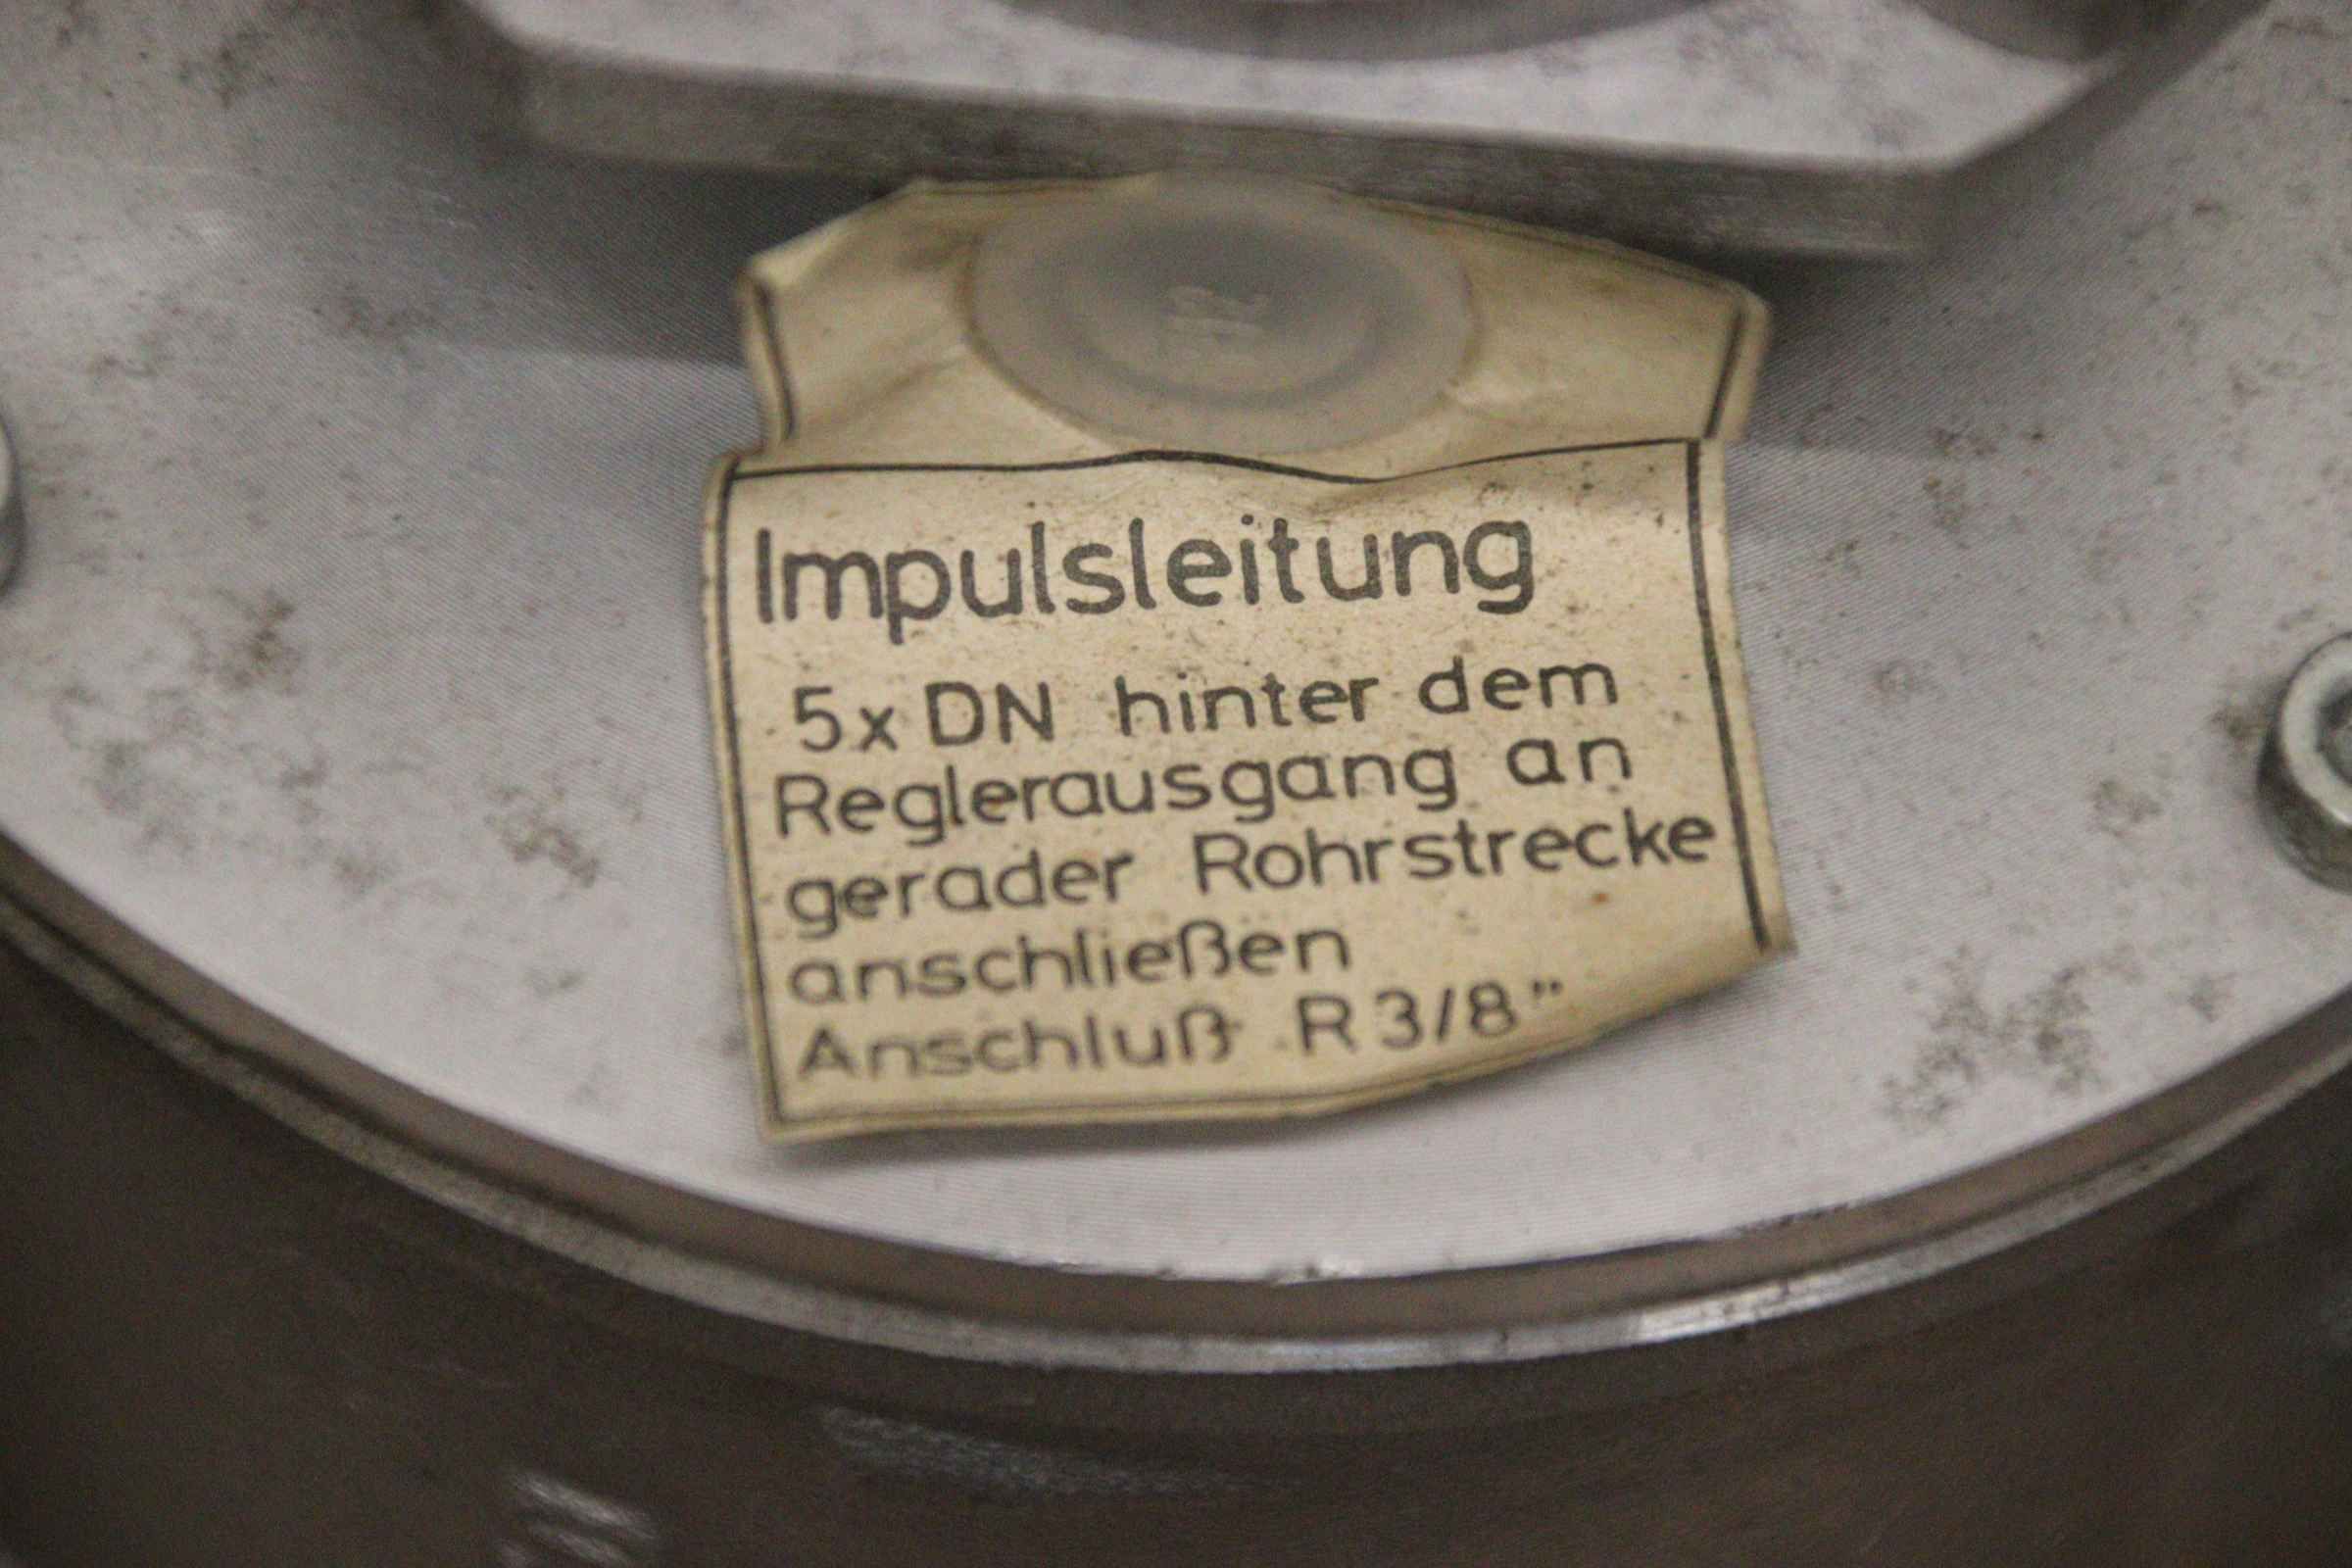 Impulsleitung
5x DN hinter dem
Reglerausgang an
gerader Rohrstrecke
anschließen
Anschluß R 3/8"